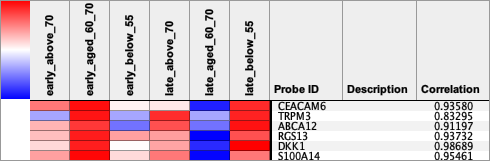 early_above_70
early_aged_60_70
early_below_55
late_above_70
late_aged_60_70
late_below_55
Probe ID Description Correlation
CEACAM6 0.93580
TRPM3 0.83295
ABCA12 0.91197
RGS13 0.93732
DKK1 0.98689
S100A14 0.95461